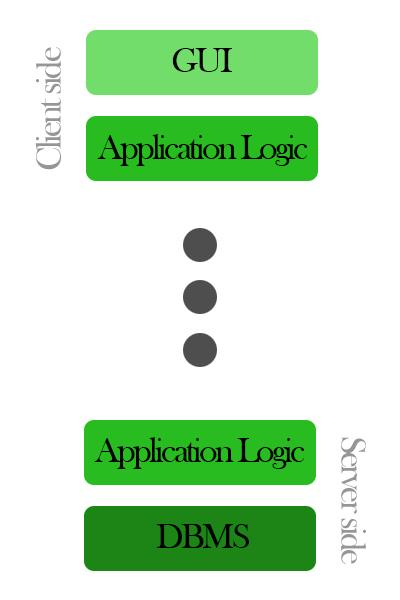 Client side
GUI
Application Logic
Application Logic
Server side
DBMS